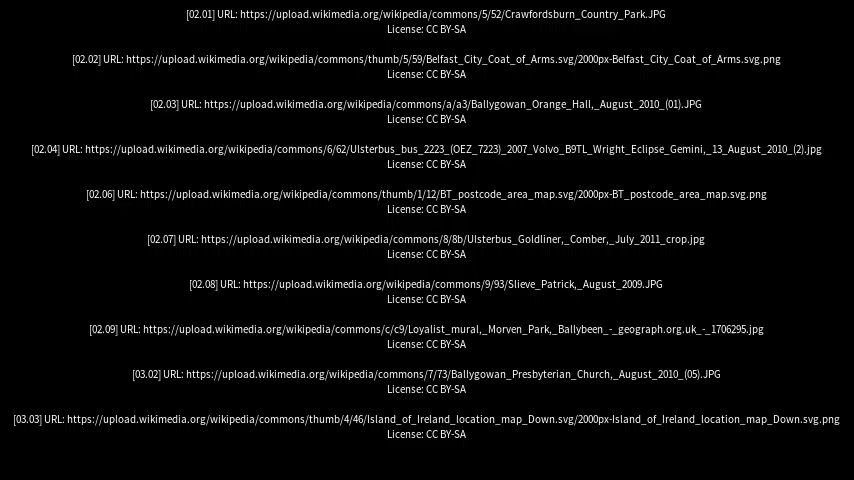 [02.01] URL: https://upload.wikimedia.org/wikipedia/commons/5/52/Crawfordsburn_Country_Park.JPG
License: CC BY-SA
[02.02] URL: https://upload.wikimedia.org/wikipedia/commons/thumb/5/59/Belfast_City_Coat_of_Arms.svg/2000px-Belfast_City_Coat_of_Arms.svg.png
License: CC BY-SA
[02.03] URL: https://upload.wikimedia.org/wikipedia/commons/a/a3/Ballygowan_Orange_Hall,_August_2010_(01).JPG
License: CC BY-SA
[02.04] URL: https://upload.wikimedia.org/wikipedia/commons/6/62/Ulsterbus_bus_2223_(OEZ_7223)_2007_Volvo_B9TL_Wright_Eclipse_Gemini,_13_August_2010_(2).jpg
License: CC BY-SA
[02.06] URL: https://upload.wikimedia.org/wikipedia/commons/thumb/1/12/BT_postcode_area_map.svg/2000px-BT_postcode_area_map.svg.png
License: CC BY-SA
[02.07] URL: https://upload.wikimedia.org/wikipedia/commons/8/8b/Ulsterbus_Goldliner,_Comber,_July_2011_crop.jpg
License: CC BY-SA
[02.08] URL: https://upload.wikimedia.org/wikipedia/commons/9/93/Slieve_Patrick,_August_2009.JPG
License: CC BY-SA
[02.09] URL: https://upload.wikimedia.org/wikipedia/commons/c/c9/Loyalist_mural,_Morven_Park,_Ballybeen_-_geograph.org.uk_-_1706295.jpg
License: CC BY-SA
[03.02] URL: https://upload.wikimedia.org/wikipedia/commons/7/73/Ballygowan_Presbyterian_Church,_August_2010_(05).JPG
License: CC BY-SA
[03.03] URL: https://upload.wikimedia.org/wikipedia/commons/thumb/4/46/Island_of_Ireland_location_map_Down.svg/2000px-Island_of_Ireland_location_map_Down.svg.png
License: CC BY-SA